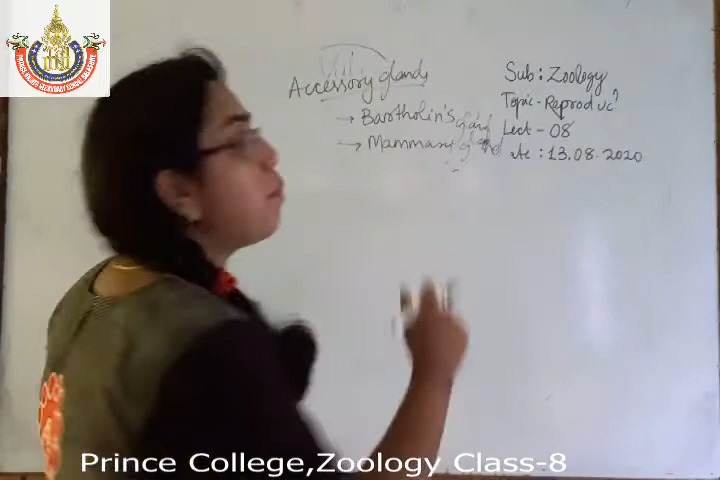 Accessory glands
→ Bartholin's gland
→ Mammary gland
Sub : Zoology
Topic - Reproduc?
Lect - 08
: 13.08.2020
Prince College,Zoology Class-8